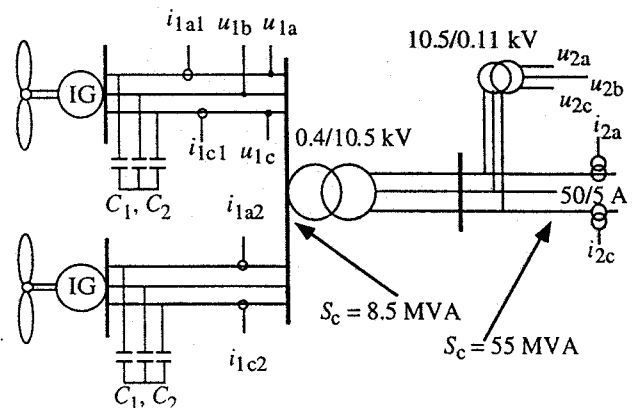 i1a1 u1b u1a
10.5/0.11 kV
u2a
u2b
u2c
IG
i1c1 u1c
0.4/10.5 kV
i2a
50/5 A
i2c
C1, C2
i1a2
IG
Sc = 8.5 MVA
Sc = 55 MVA
i1c2
C1, C2